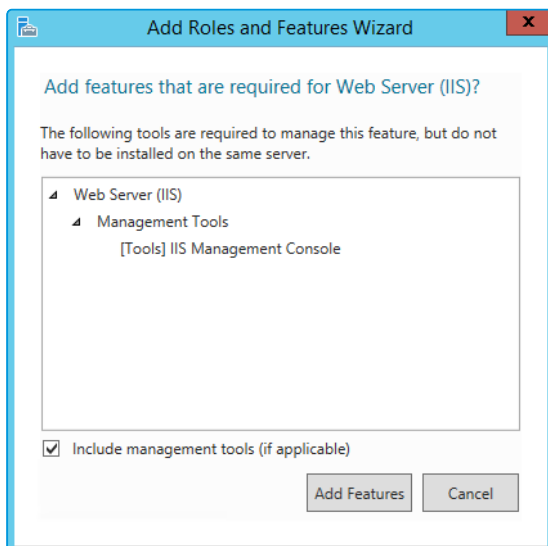 Add Roles and Features Wizard
x
Add features that are required for Web Server (IIS)?
The following tools are required to manage this feature, but do not
have to be installed on the same server.
Web Server (IIS)
Management Tools
[Tools] IIS Management Console
Include management tools (if applicable)
Add Features Cancel